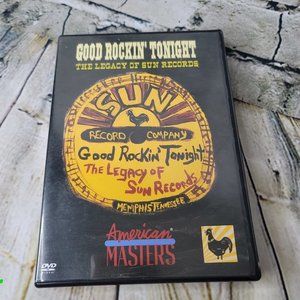 GOOD ROCKIN' TONIGHT
THE LEGACY OF SUN RECORDS
SUN
RECORD COMPANY
Good Rockin' Tonight
The Legacy of
Sun Records
MEMPHIS, TENNESSEE
American
MASTERS
DVD